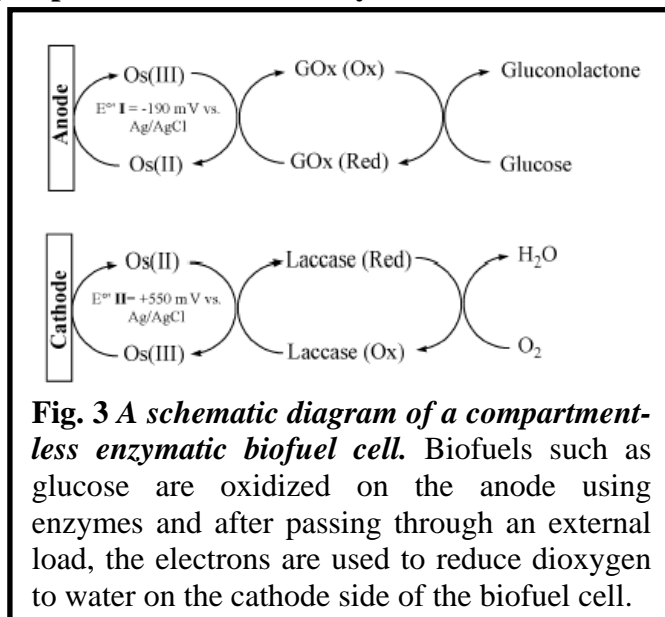 Anode
Os(III)
GOx (Ox)
Gluconolactone
E°' I = -190 mV vs.
Ag/AgCl
Os(II)
GOx (Red)
Glucose
Cathode
Os(II)
Laccase (Red)
H₂O
E°' II= +550 mV vs.
Ag/AgCl
Os(III)
Laccase (Ox)
O₂
Fig. 3 A schematic diagram of a compartment-
less enzymatic biofuel cell. Biofuels such as
glucose are oxidized on the anode using
enzymes and after passing through an external
load, the electrons are used to reduce dioxygen
to water on the cathode side of the biofuel cell.